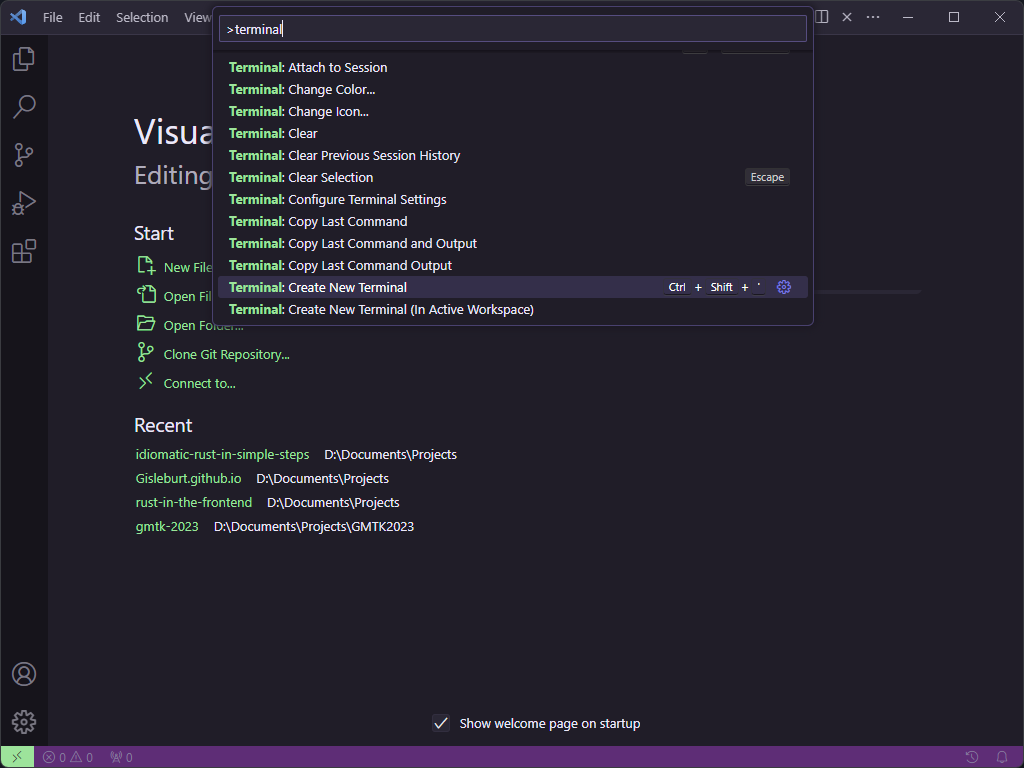 File Edit Selection View
>terminal
Terminal: Attach to Session
Terminal: Change Color...
Terminal: Change Icon...
Terminal: Clear
Terminal: Clear Previous Session History
Terminal: Clear Selection Escape
Terminal: Configure Terminal Settings
Terminal: Copy Last Command
Terminal: Copy Last Command and Output
Terminal: Copy Last Command Output
Terminal: Create New Terminal Ctrl + Shift + '
Terminal: Create New Terminal (In Active Workspace)
Visua
Editing
Start
New File
Open Fil
Open Folder...
Clone Git Repository...
Connect to...
Recent
idiomatic-rust-in-simple-steps D:\Documents\Projects
Gisleburt.github.io D:\Documents\Projects
rust-in-the-frontend D:\Documents\Projects
gmtk-2023 D:\Documents\Projects\GMTK2023
Show welcome page on startup
0 0 0